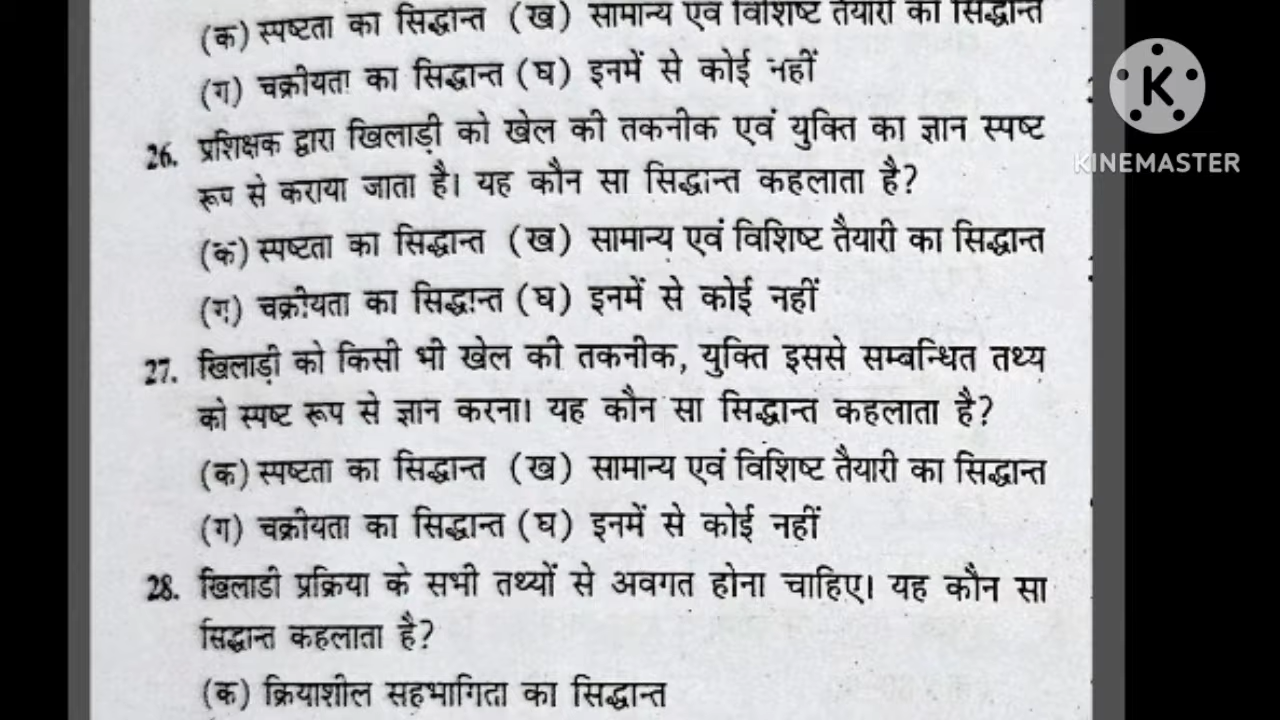 (क) स्पष्टता का सिद्धान्त (ख) सामान्य एवं विशिष्ट तैयारी का सिद्धान्त
(ग) चक्रीयता का सिद्धान्त (घ) इनमें से कोई नहीं
26. प्रशिक्षक द्वारा खिलाड़ी को खेल की तकनीक एवं युक्ति का ज्ञान स्पष्ट
रूप से कराया जाता है। यह कौन सा सिद्धान्त कहलाता है?
(क) स्पष्टता का सिद्धान्त (ख) सामान्य एवं विशिष्ट तैयारी का सिद्धान्त
(ग) चक्रीयता का सिद्धान्त (घ) इनमें से कोई नहीं
27. खिलाड़ी को किसी भी खेल की तकनीक, युक्ति इससे सम्बन्धित तथ्य
को स्पष्ट रूप से ज्ञान करना। यह कौन सा सिद्धान्त कहलाता है?
(क) स्पष्टता का सिद्धान्त (ख) सामान्य एवं विशिष्ट तैयारी का सिद्धान्त
(ग) चक्रीयता का सिद्धान्त (घ) इनमें से कोई नहीं
28. खिलाडी प्रक्रिया के सभी तथ्यों से अवगत होना चाहिए। यह कौन सा
सिद्धान्त कहलाता है?
(क) क्रियाशील सहभागिता का सिद्धान्त
K
KINEMASTER